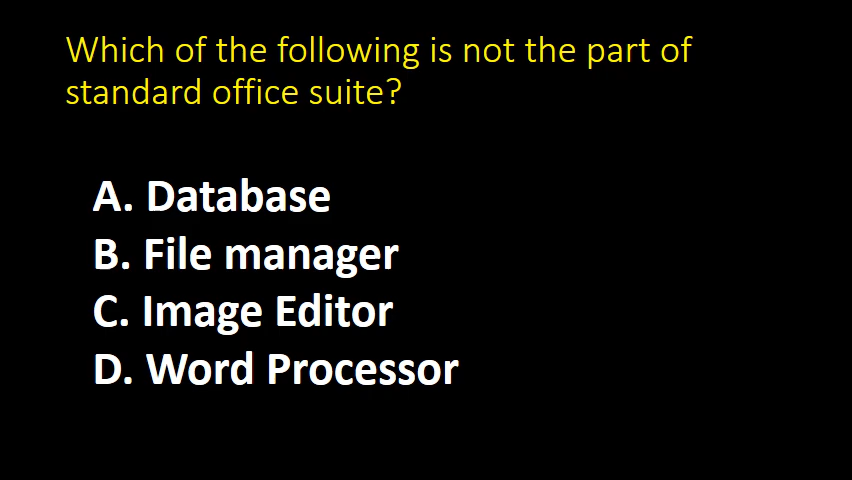 Which of the following is not the part of
standard office suite?
A. Database
B. File manager
C. Image Editor
D. Word Processor